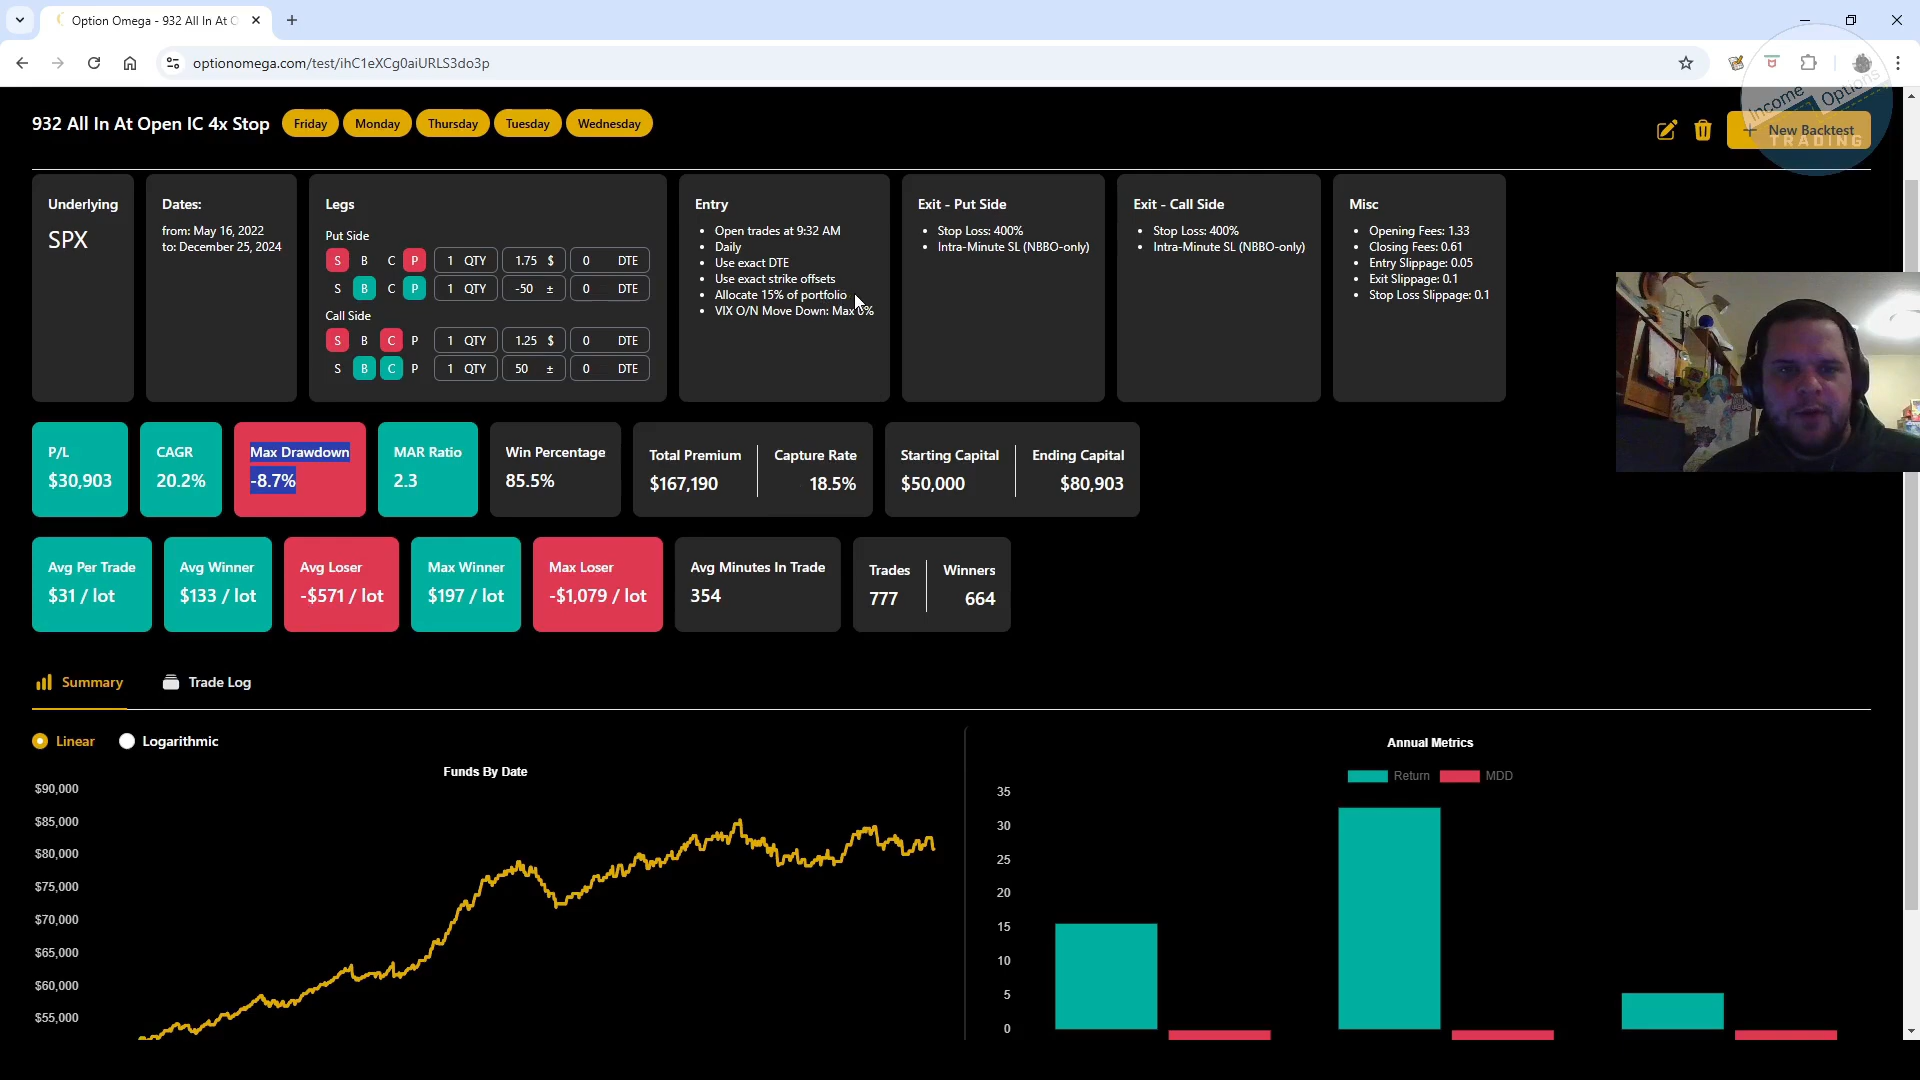 Option Omega - 932 All In At O
optionomega.com/test/ihC1eXCg0aiURLS3do3p
Income Options
TRADING
932 All In At Open IC 4x Stop
Friday
Monday
Thursday
Tuesday
Wednesday
New Backtest
Underlying
SPX
Dates:
from: May 16, 2022
to: December 25, 2024
Legs
Put Side
S B C P 1 QTY 1.75 $ 0 DTE
S B C P 1 QTY -50 ± 0 DTE
Call Side
S B C P 1 QTY 1.25 $ 0 DTE
S B C P 1 QTY 50 ± 0 DTE
Entry
• Open trades at 9:32 AM
• Daily
• Use exact DTE
• Use exact strike offsets
• Allocate 15% of portfolio
• VIX O/N Move Down: Max 0%
Exit - Put Side
• Stop Loss: 400%
• Intra-Minute SL (NBBO-only)
Exit - Call Side
• Stop Loss: 400%
• Intra-Minute SL (NBBO-only)
Misc
• Opening Fees: 1.33
• Closing Fees: 0.61
• Entry Slippage: 0.05
• Exit Slippage: 0.1
• Stop Loss Slippage: 0.1
P/L
$30,903
CAGR
20.2%
Max Drawdown
-8.7%
MAR Ratio
2.3
Win Percentage
85.5%
Total Premium
$167,190
Capture Rate
18.5%
Starting Capital
$50,000
Ending Capital
$80,903
Avg Per Trade
$31 / lot
Avg Winner
$133 / lot
Avg Loser
-$571 / lot
Max Winner
$197 / lot
Max Loser
-$1,079 / lot
Avg Minutes In Trade
354
Trades
777
Winners
664
Summary
Trade Log
Linear
Logarithmic
Funds By Date
$90,000
$85,000
$80,000
$75,000
$70,000
$65,000
$60,000
$55,000
Annual Metrics
Return
MDD
35
30
25
20
15
10
5
0